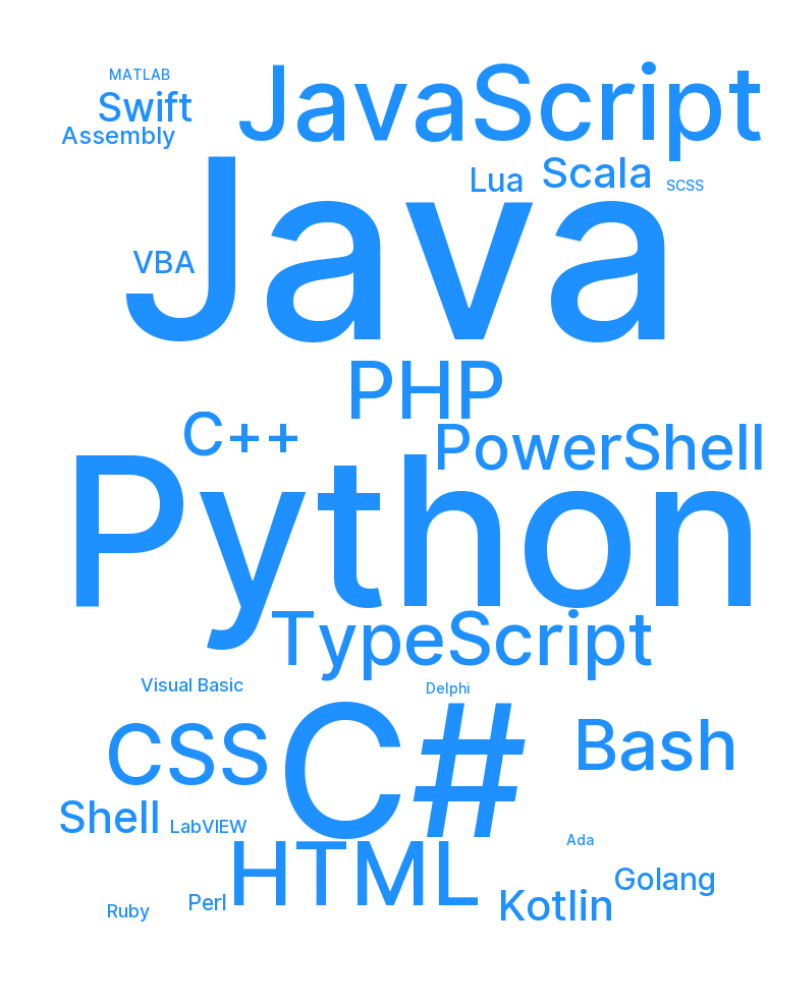 MATLAB
JavaScript
Swift
Assembly
Lua
Scala
SCSS
Java
VBA
PHP
C++
PowerShell
Python
TypeScript
Visual Basic
Delphi
CSS
C#
Bash
Shell
LabVIEW
Ada
HTML
Golang
Perl
Kotlin
Ruby